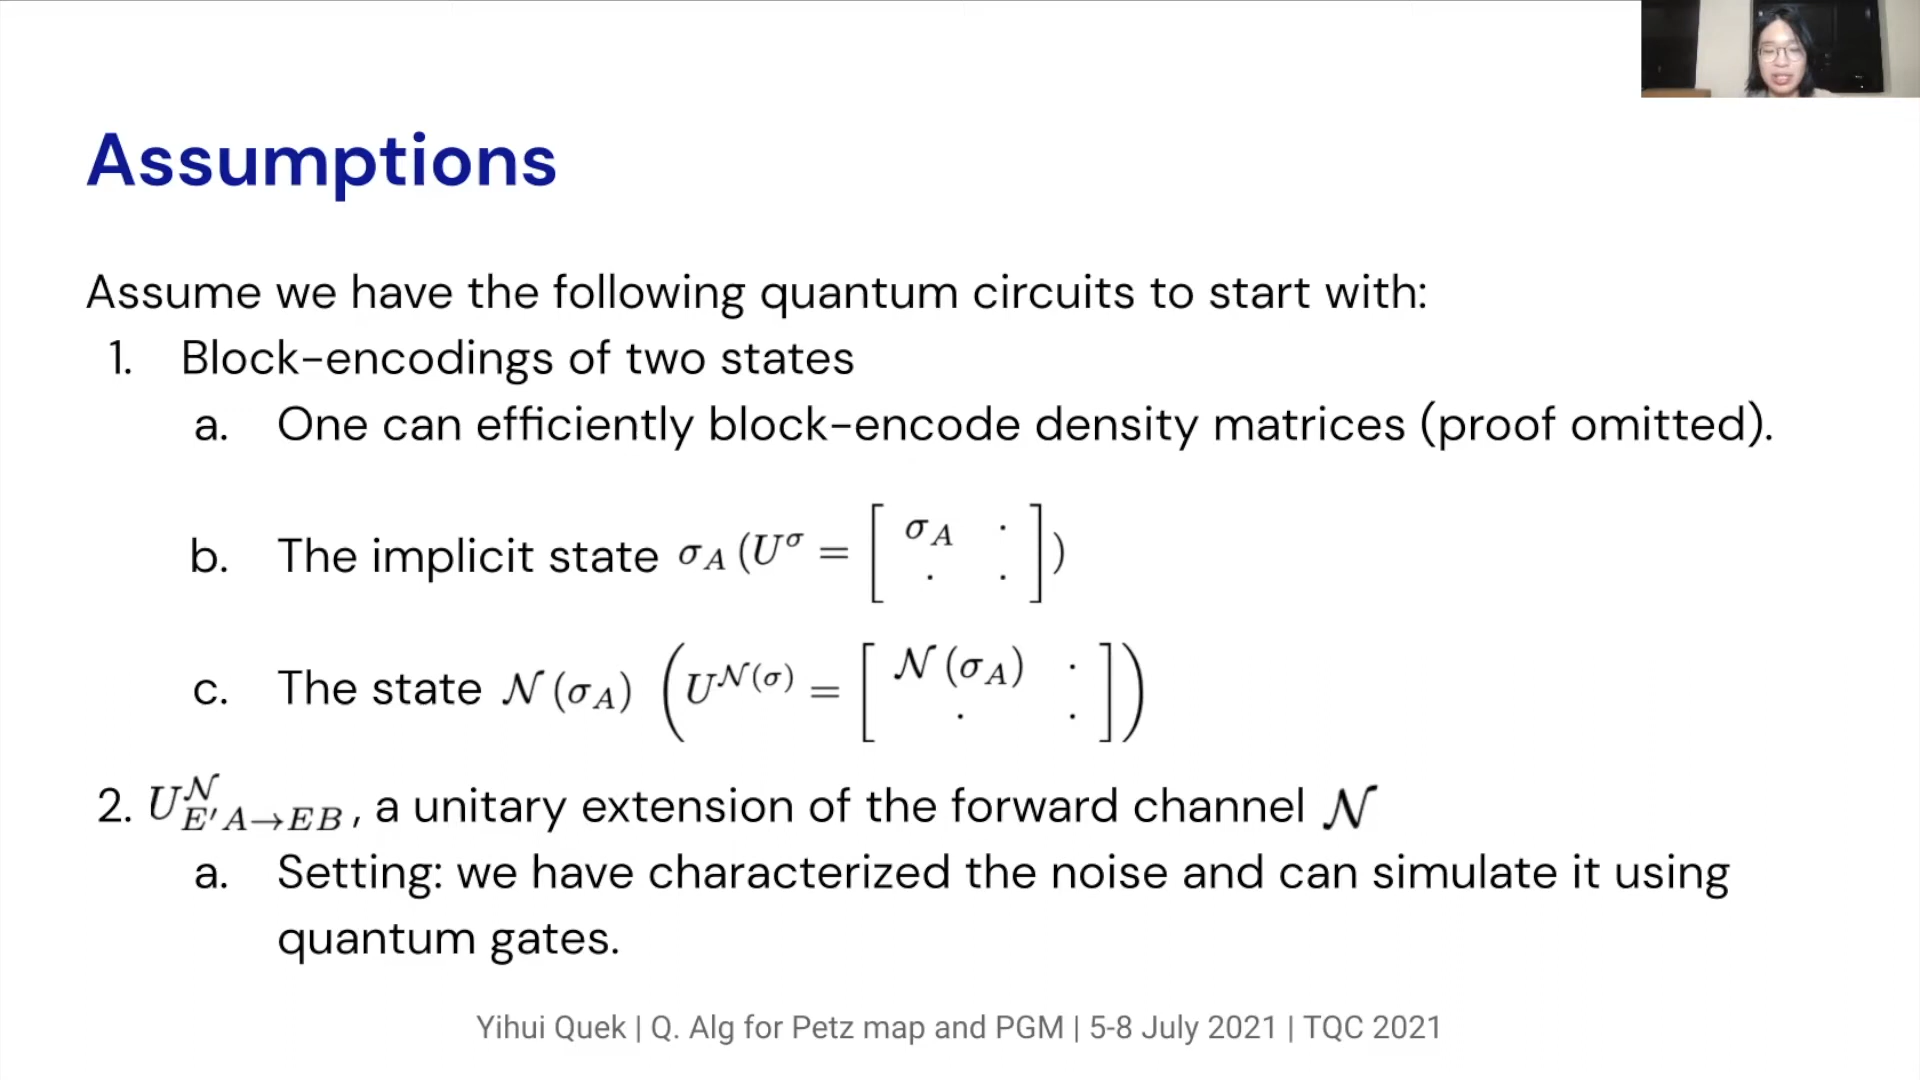 Assumptions
Assume we have the following quantum circuits to start with:
1. Block-encodings of two states
a. One can efficiently block-encode density matrices (proof omitted).
b. The implicit state σ_A (U^σ = [ σ_A · ; · · ])
c. The state 𝒩(σ_A) (U^{𝒩(σ)} = [ 𝒩(σ_A) · ; · · ])
2. U^𝒩_{E'A→EB}, a unitary extension of the forward channel 𝒩
a. Setting: we have characterized the noise and can simulate it using
quantum gates.
Yihui Quek | Q. Alg for Petz map and PGM | 5-8 July 2021 | TQC 2021